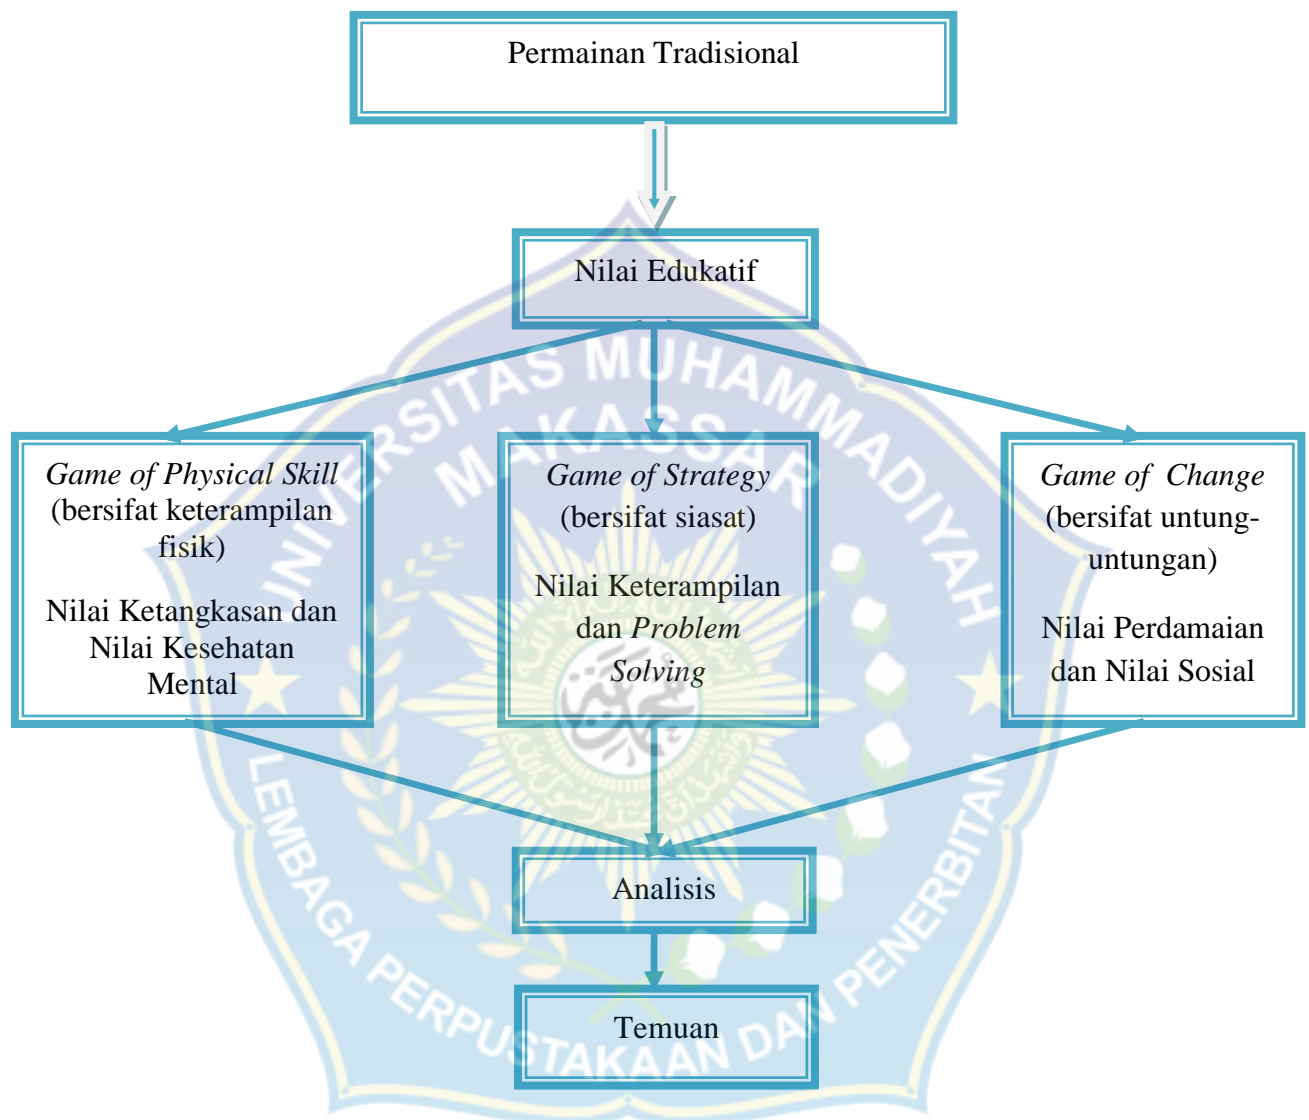 Permainan Tradisional
Nilai Edukatif
Game of Physical Skill
(bersifat keterampilan
fisik)
Nilai Ketangkasan dan
Nilai Kesehatan
Mental
Game of Strategy
(bersifat siasat)
Nilai Keterampilan
dan Problem
Solving
Game of Change
(bersifat untung-
untungan)
Nilai Perdamaian
dan Nilai Sosial
Analisis
Temuan
UNIVERSITAS MUHAMMADIYAH
MAKASSAR
LEMBAGA PERPUSTAKAAN DAN PENERBITAN